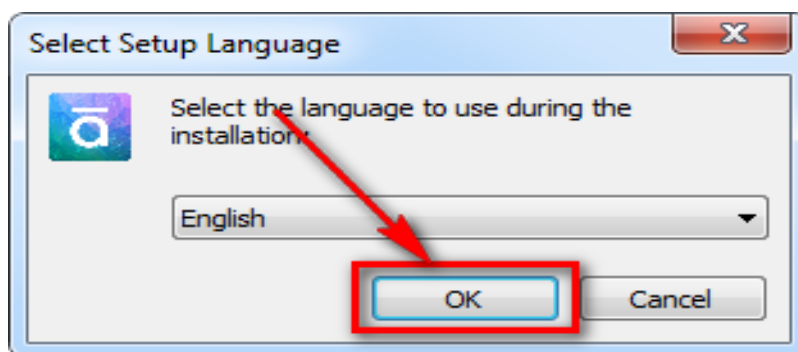 Select Setup Language
ā
Select the language to use during the
installation:
English
OK
Cancel